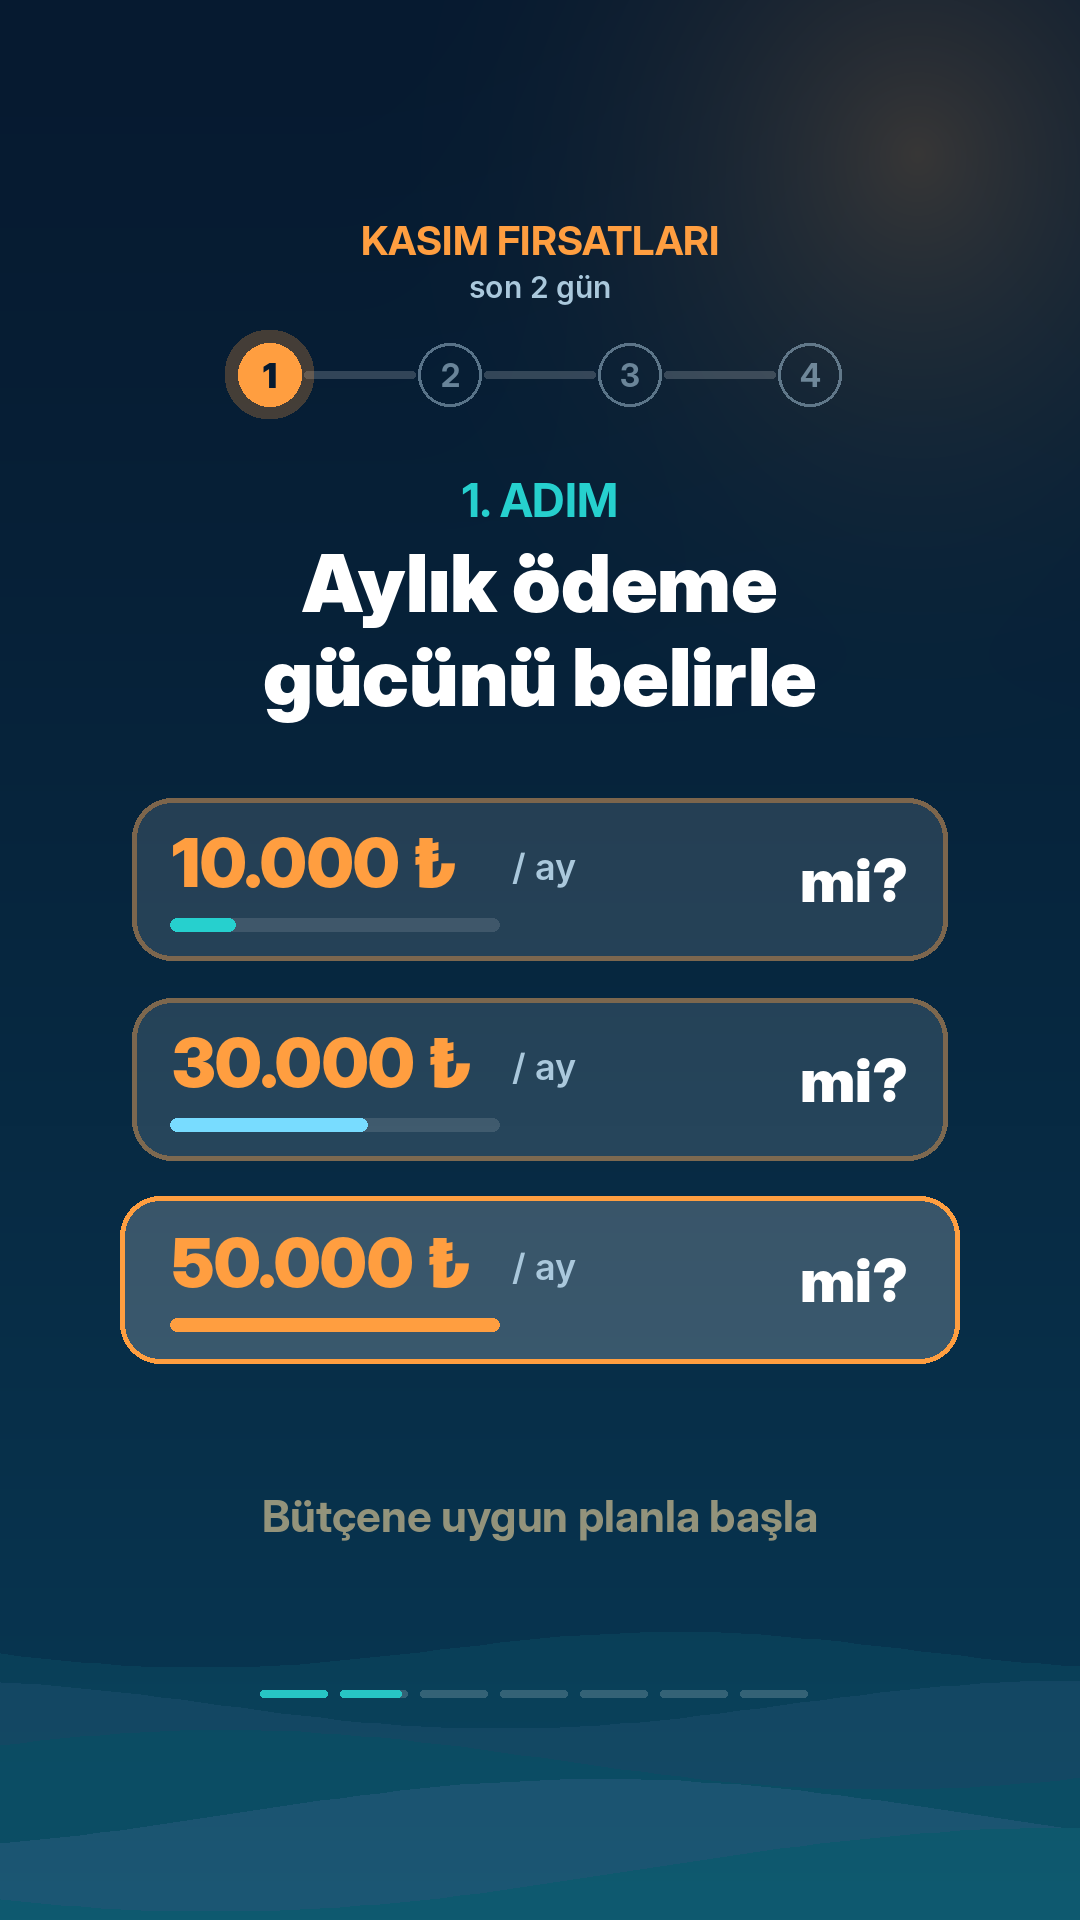 KASIM FIRSATLARI
son 2 gün
1 2 3 4
1. ADIM
Aylık ödeme
gücünü belirle
10.000 ₺ / ay mi?
30.000 ₺ / ay mi?
50.000 ₺ / ay mi?
Bütçene uygun planla başla